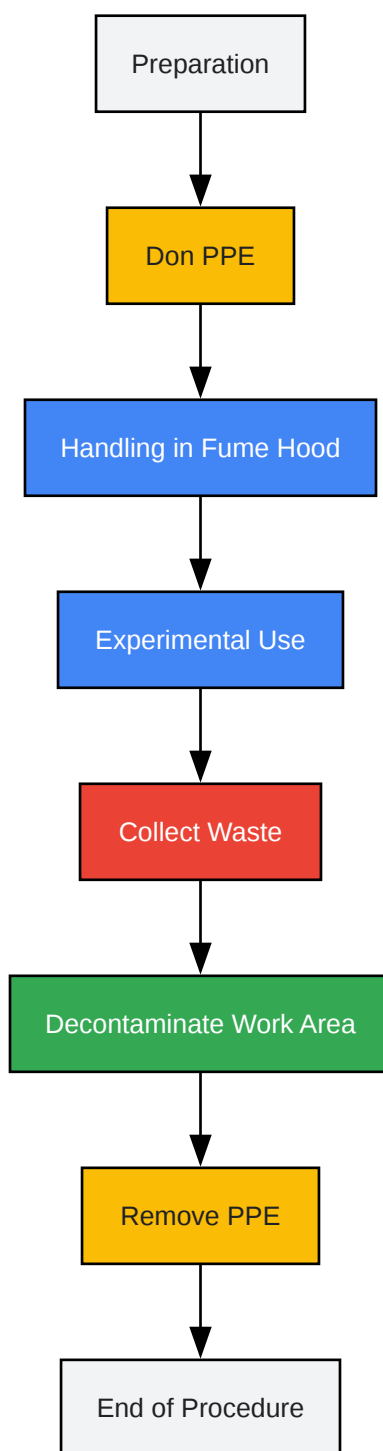 Preparation
Don PPE
Handling in Fume Hood
Experimental Use
Collect Waste
Decontaminate Work Area
Remove PPE
End of Procedure